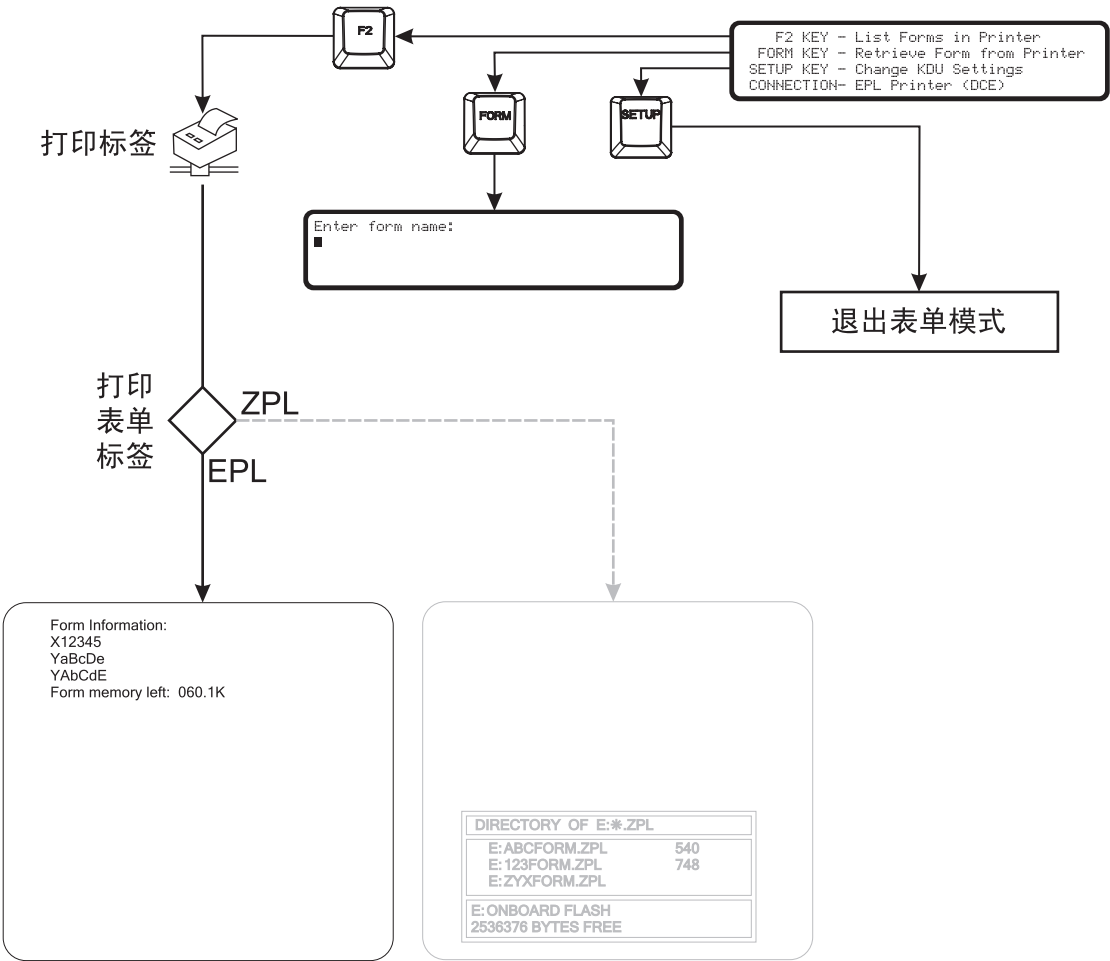 F2
F2 KEY - List Forms in Printer
FORM KEY - Retrieve Form from Printer
SETUP KEY - Change KDU Settings
CONNECTION- EPL Printer (DCE)
FORM
SETUP
打印标签
Enter form name:
退出表单模式
打印
表单
标签
ZPL
EPL
Form Information:
X12345
YaBcDe
YAbCdE
Form memory left: 060.1K
DIRECTORY OF E:*.ZPL
E:ABCFORM.ZPL 540
E:123FORM.ZPL 748
E:ZYXFORM.ZPL
E:ONBOARD FLASH
2536376 BYTES FREE